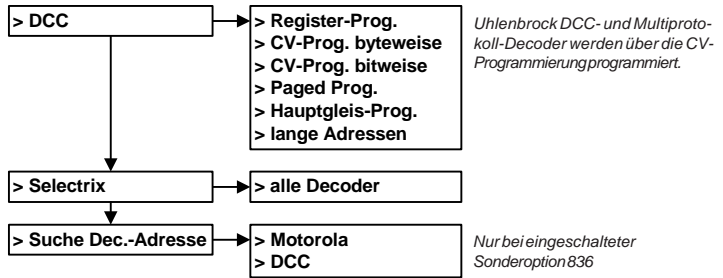 > DCC
> Register-Prog.
> CV-Prog. byteweise
> CV-Prog. bitweise
> Paged Prog.
> Hauptgleis-Prog.
> lange Adressen
Uhlenbrock DCC- und Multiproto-
koll-Decoder werden über die CV-
Programmierung programmiert.
> Selectrix
> alle Decoder
> Suche Dec.-Adresse
> Motorola
> DCC
Nur bei eingeschalteter
Sonderoption 836